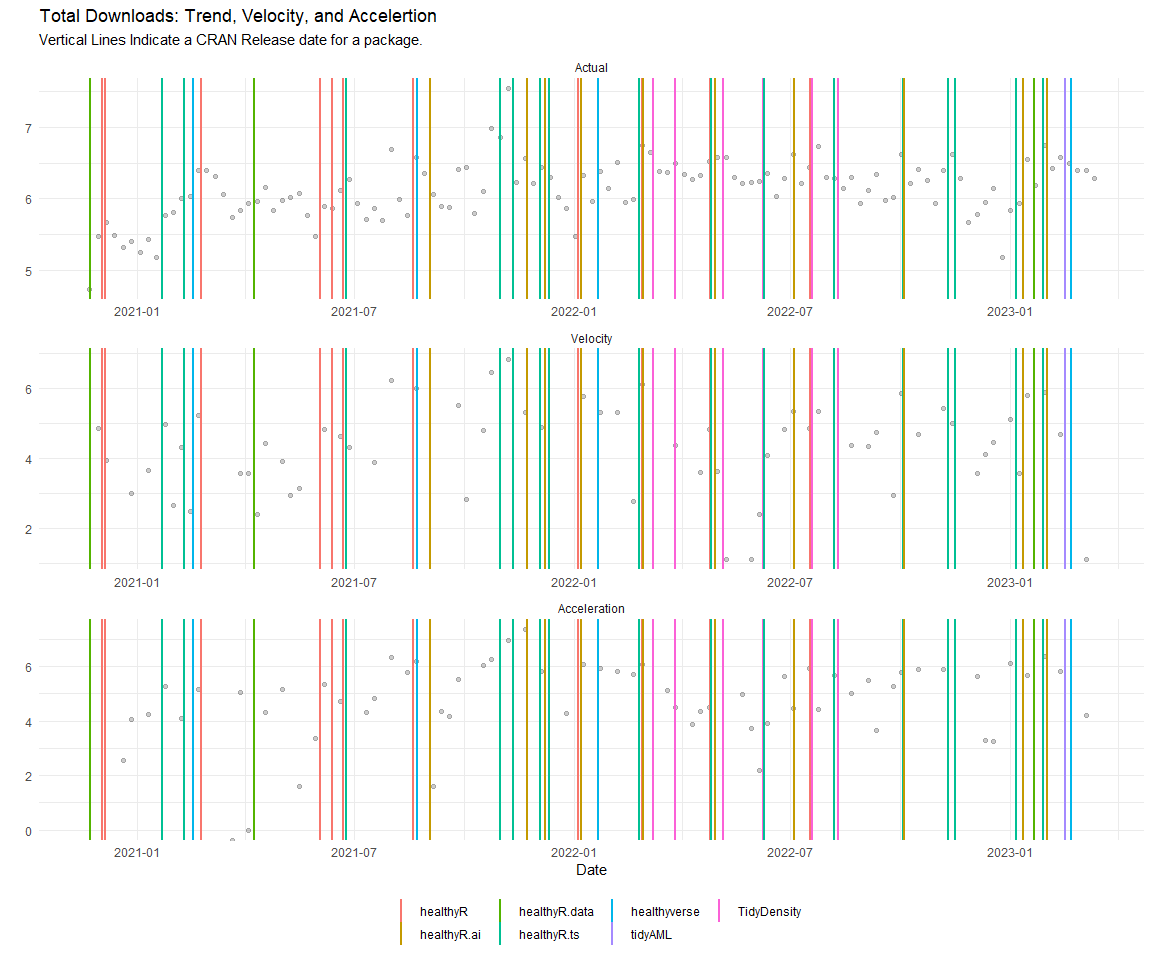 Total Downloads: Trend, Velocity, and Accelertion
Vertical Lines Indicate a CRAN Release date for a package.
Actual
7
6
5
2021-01 2021-07 2022-01 2022-07 2023-01
Velocity
6
4
2
2021-01 2021-07 2022-01 2022-07 2023-01
Acceleration
6
4
2
0
2021-01 2021-07 2022-01 2022-07 2023-01
Date
healthyR healthyR.data healthyverse TidyDensity
healthyR.ai healthyR.ts tidyAML